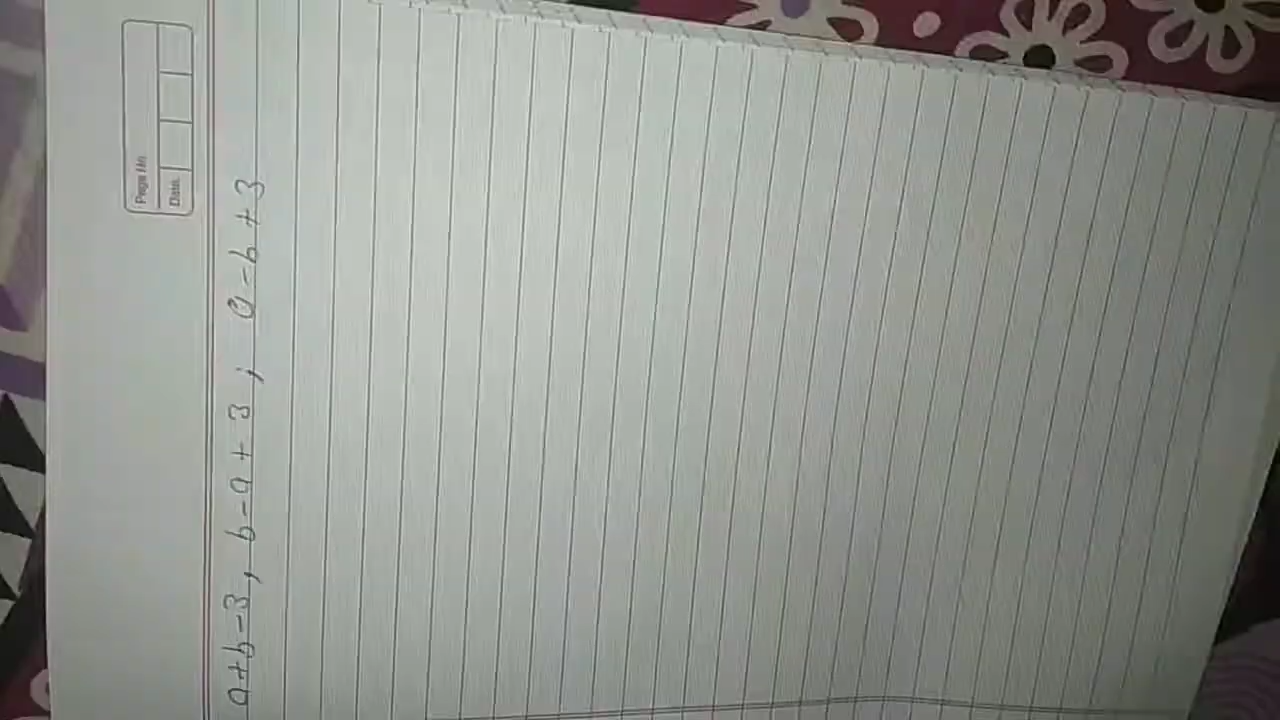 Page No.
Date.
a+b-3, b-a+3, a-b+3